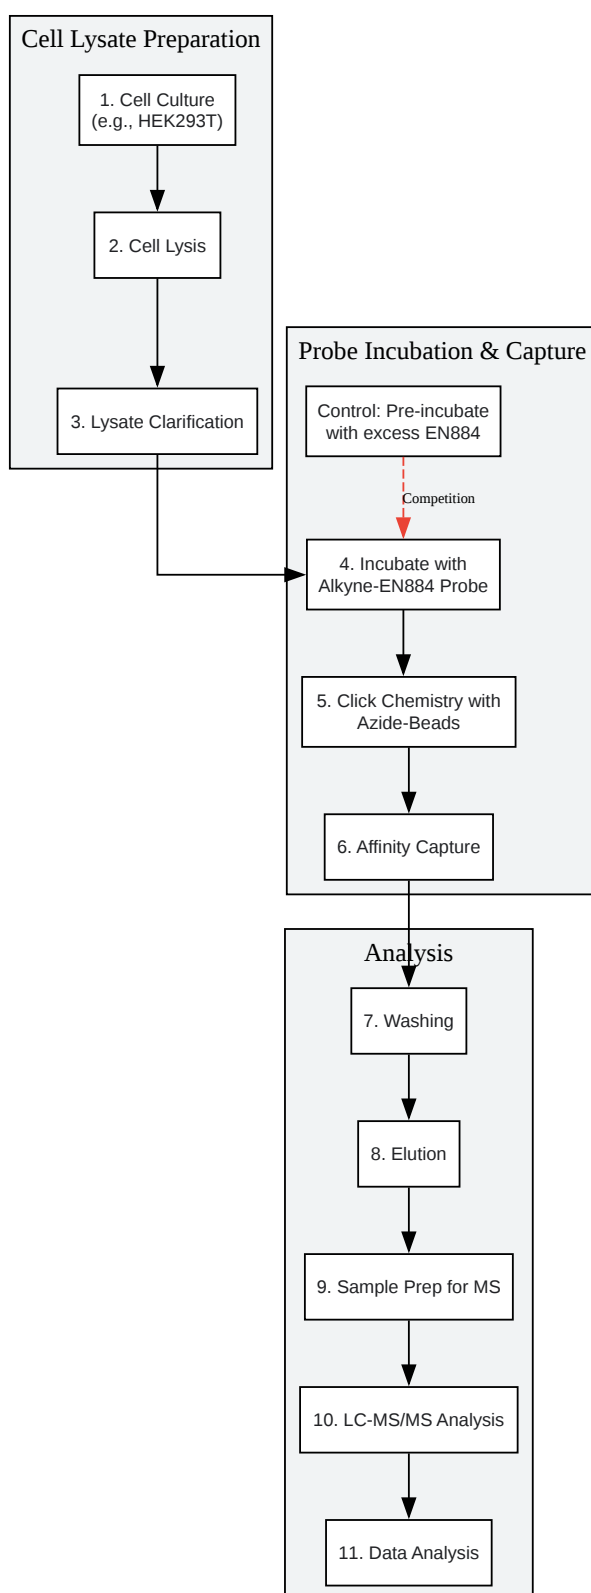 Cell Lysate Preparation
1. Cell Culture
(e.g., HEK293T)
2. Cell Lysis
3. Lysate Clarification
Probe Incubation & Capture
Control: Pre-incubate
with excess EN884
Competition
4. Incubate with
Alkyne-EN884 Probe
5. Click Chemistry with
Azide-Beads
6. Affinity Capture
Analysis
7. Washing
8. Elution
9. Sample Prep for MS
10. LC-MS/MS Analysis
11. Data Analysis